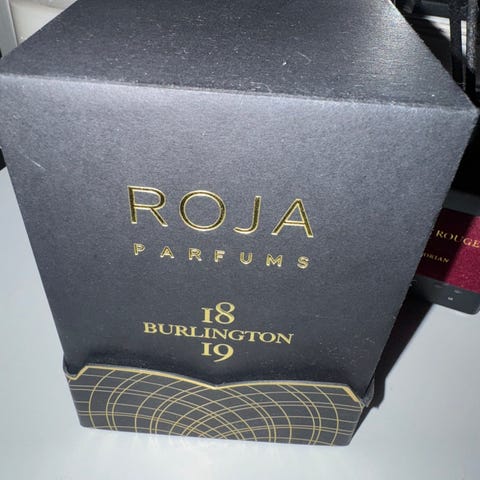 ROJA
PARFUMS
18
BURLINGTON
19
ROUGE